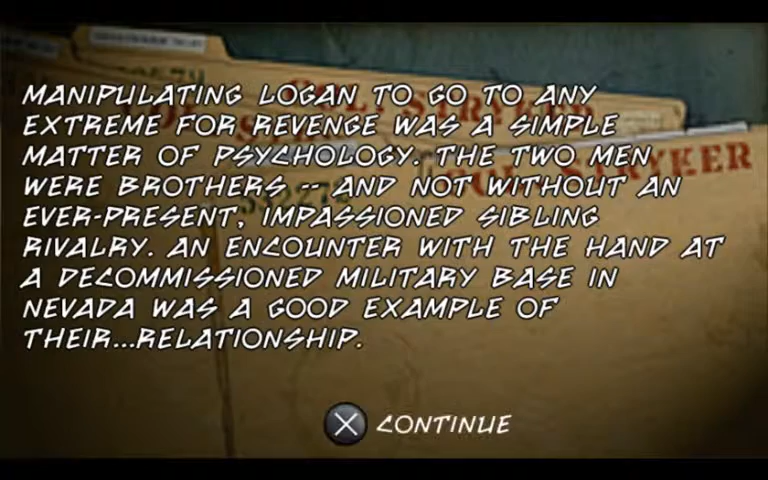 MANIPULATING LOGAN TO GO TO ANY
EXTREME FOR REVENGE WAS A SIMPLE
MATTER OF PSYCHOLOGY. THE TWO MEN
WERE BROTHERS -- AND NOT WITHOUT AN
EVER-PRESENT, IMPASSIONED SIBLING
RIVALRY. AN ENCOUNTER WITH THE HAND AT
A DECOMMISSIONED MILITARY BASE IN
NEVADA WAS A GOOD EXAMPLE OF
THEIR...RELATIONSHIP.
CONTINUE